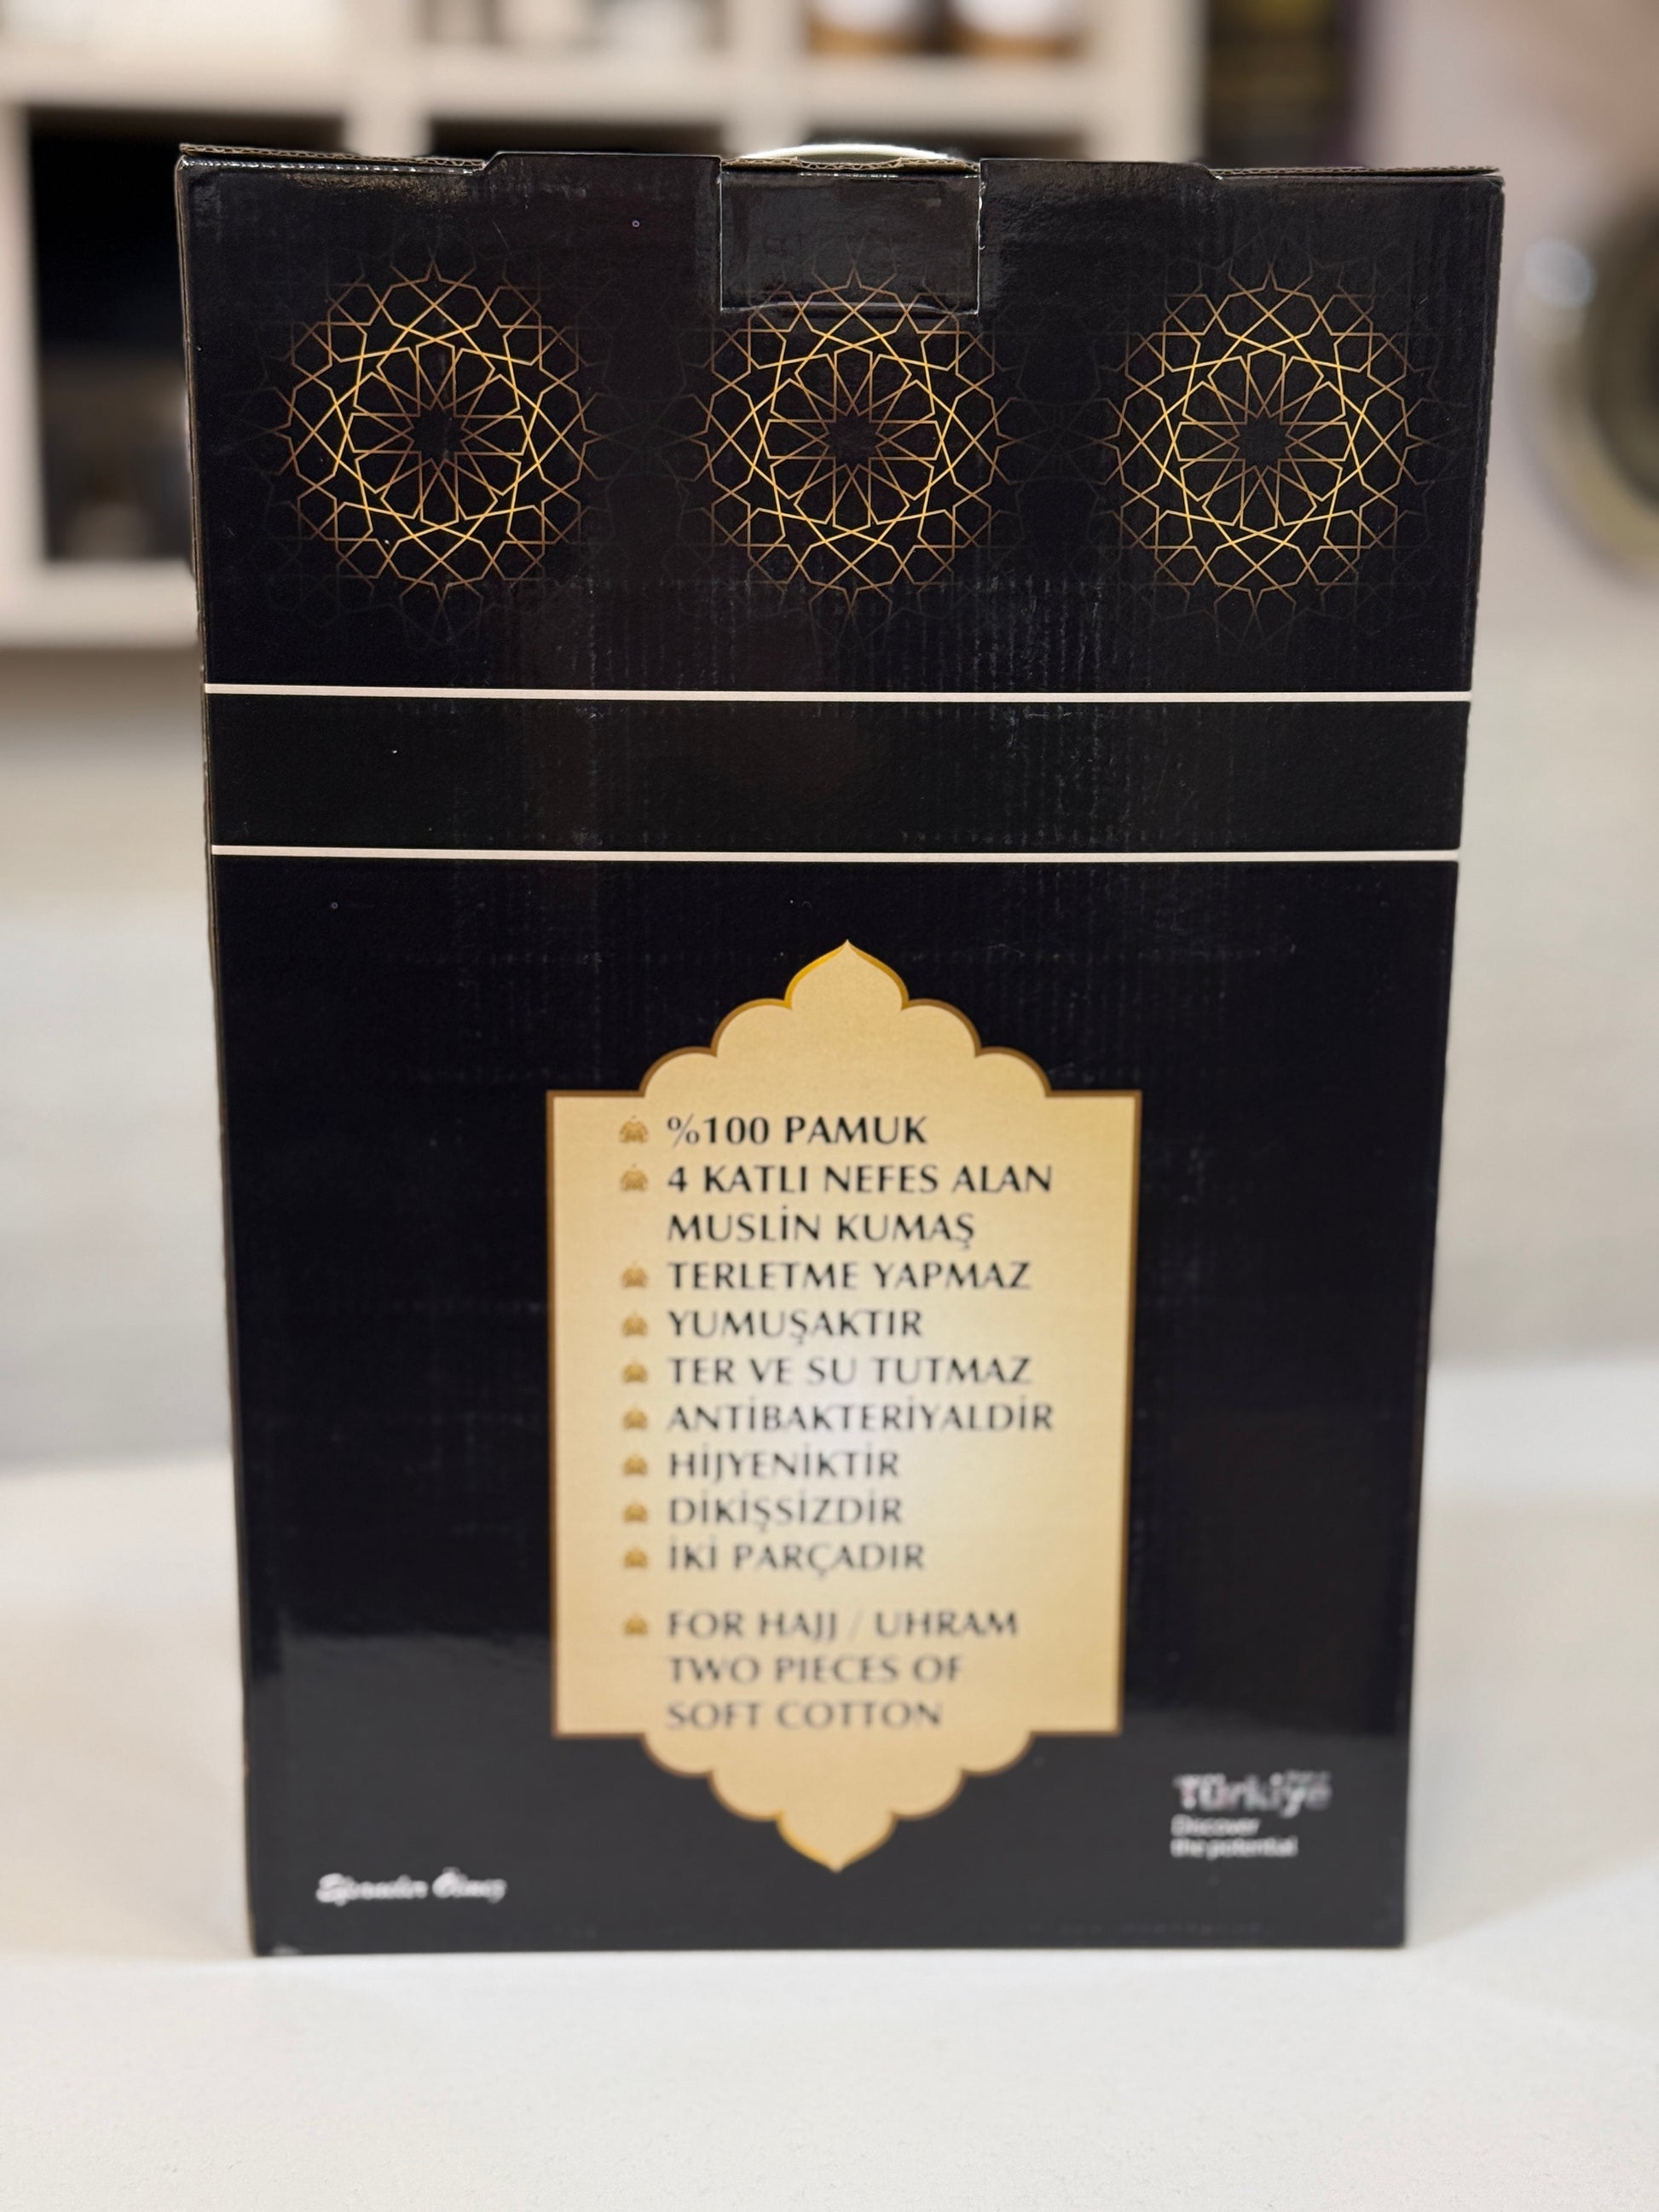 %100 PAMUK
4 KATLI NEFES ALAN
MUSLİN KUMAŞ
TERLETME YAPMAZ
YUMUŞAKTIR
TER VE SU TUTMAZ
ANTİBAKTERİYALDİR
HİJYENİKTİR
DİKİŞSİZDİR
İKİ PARÇADIR
FOR HAJJ / UHRAM
TWO PIECES OF
SOFT COTTON
Türkiye
Discover
the potential